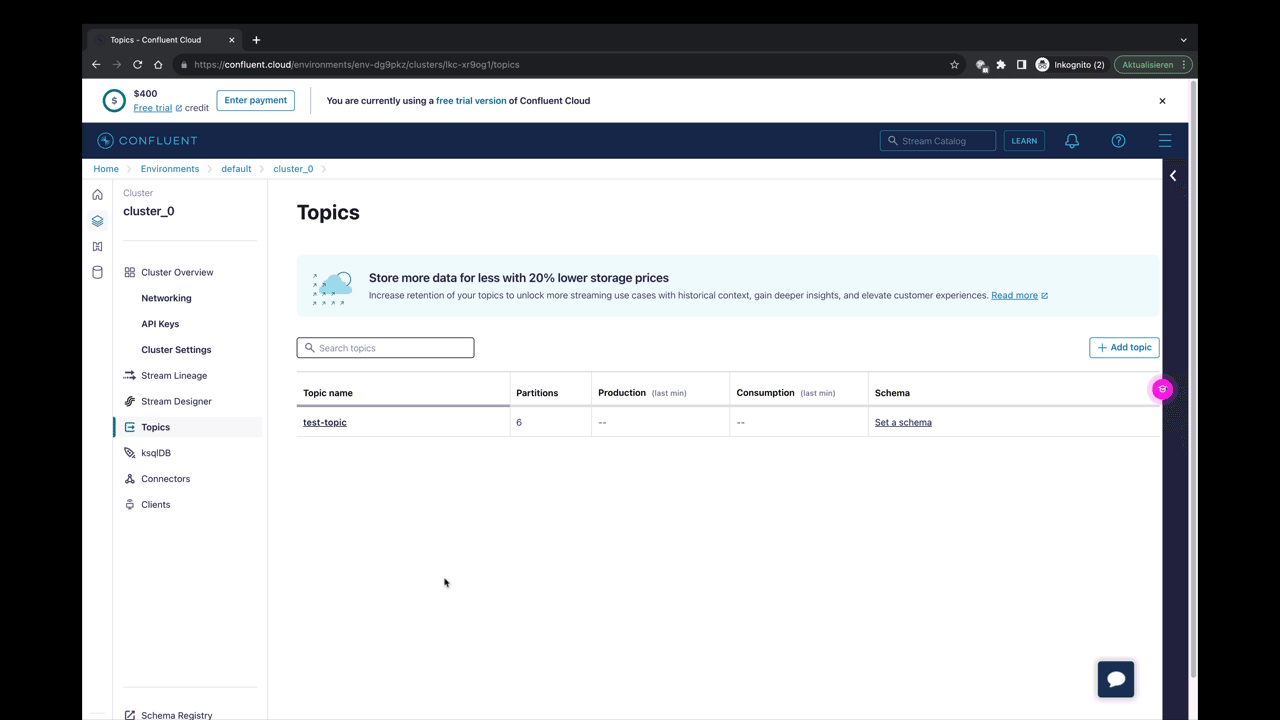 Topics - Confluent Cloud
https://confluent.cloud/environments/env-dg9pkz/clusters/lkc-xr9og1/topics
Inkognito (2)
Aktualisieren
$
$400
Free trial credit
Enter payment
You are currently using a free trial version of Confluent Cloud
CONFLUENT
Stream Catalog
LEARN
Home
Environments
default
cluster_0
Cluster
cluster_0
Cluster Overview
Networking
API Keys
Cluster Settings
Stream Lineage
Stream Designer
Topics
ksqlDB
Connectors
Clients
Schema Registry
Topics
Store more data for less with 20% lower storage prices
Increase retention of your topics to unlock more streaming use cases with historical context, gain deeper insights, and elevate customer experiences. Read more
Search topics
+ Add topic
Topic name Partitions Production (last min) Consumption (last min) Schema
test-topic 6 -- -- Set a schema